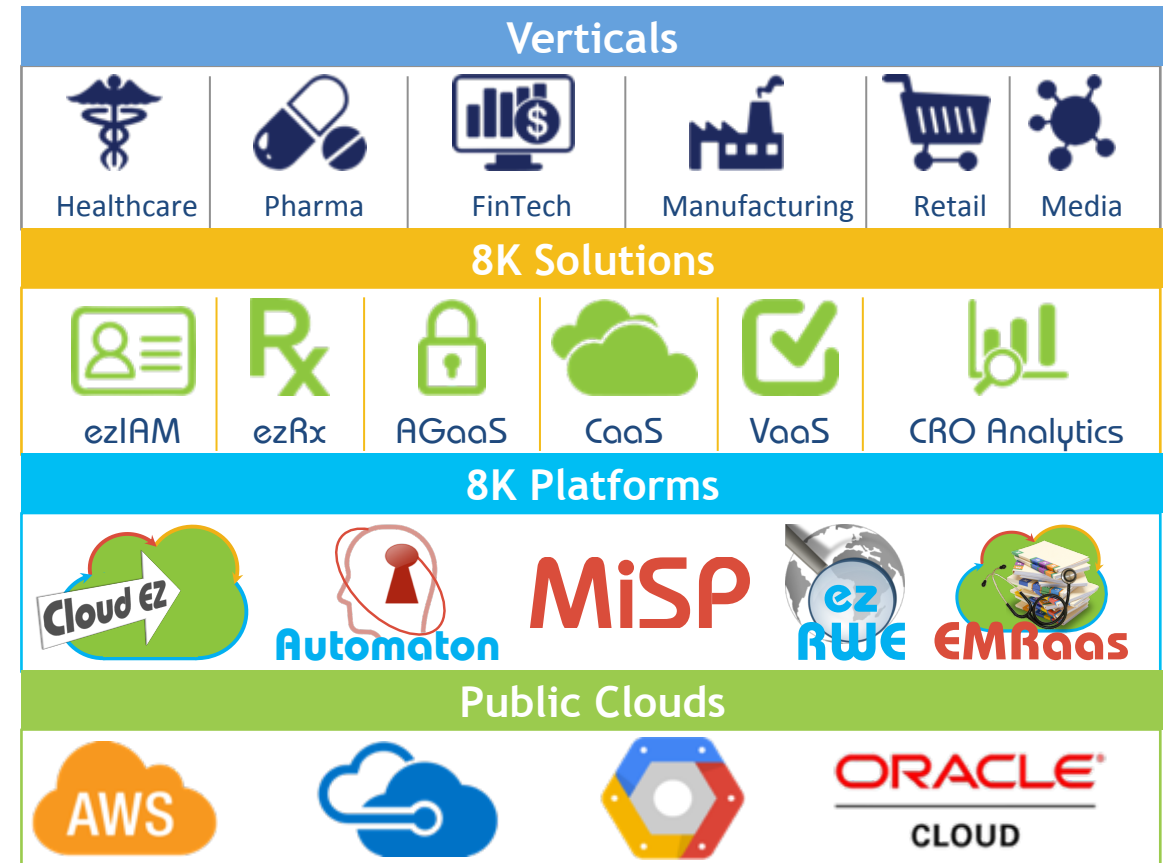 Verticals
Healthcare Pharma FinTech Manufacturing Retail Media
8K Solutions
Rx
ezIAM ezRx AGaaS CaaS VaaS CRO Analytics
8K Platforms
Cloud EZ
Automaton
MiSP
ez
RWE
EMRaas
Public Clouds
AWS
ORACLE
CLOUD